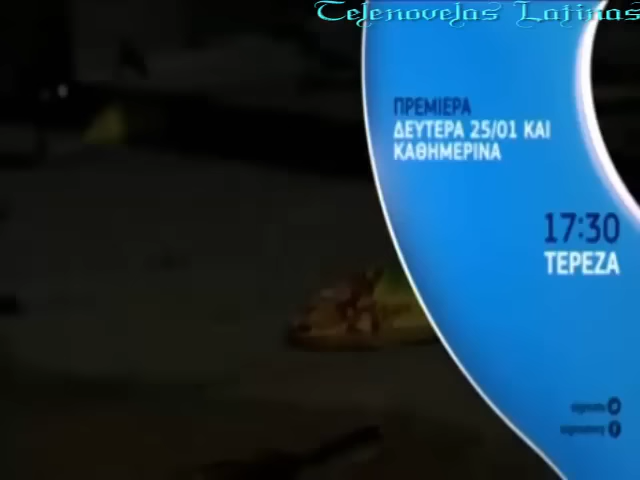 Telenovelas Latinas
ΠΡΕΜΙΕΡΑ
ΔΕΥΤΕΡΑ 25/01 ΚΑΙ
ΚΑΘΗΜΕΡΙΝΑ
17:30
ΤΕΡΕΖΑ